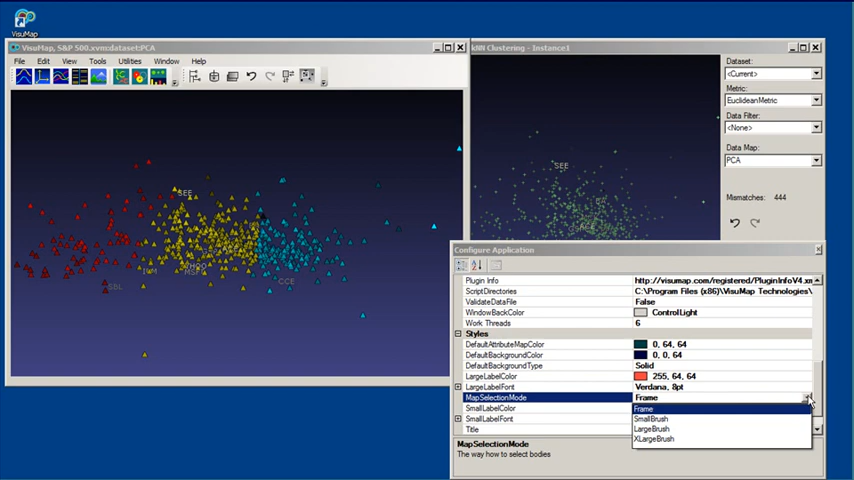 VisuMap
VisuMap, S&P 500.xvm:dataset:PCA
File Edit View Tools Utilities Window Help
SEE
CCE
kNN Clustering - Instance1
SEE
Dataset:
<Current>
Metric:
EuclideanMetric
Data Filter:
<None>
Data Map:
PCA
Mismatches: 444
Configure Application
Plugin Info http://visumap.com/registered/PluginInfoV4.xm
ScriptDirectories C:\Program Files (x86)\VisuMap Technologies\
ValidateDataFile False
WindowBackColor ControlLight
Work Threads 6
Styles
DefaultAttributeMapColor 0, 64, 64
DefaultBackgroundColor 0, 0, 64
DefaultBackgroundType Solid
LargeLabelColor 255, 64, 64
LargeLabelFont Verdana, 8pt
MapSelectionMode Frame
SmallLabelColor
SmallLabelFont
Title
Frame
SmallBrush
LargeBrush
XLargeBrush
MapSelectionMode
The way how to select bodies